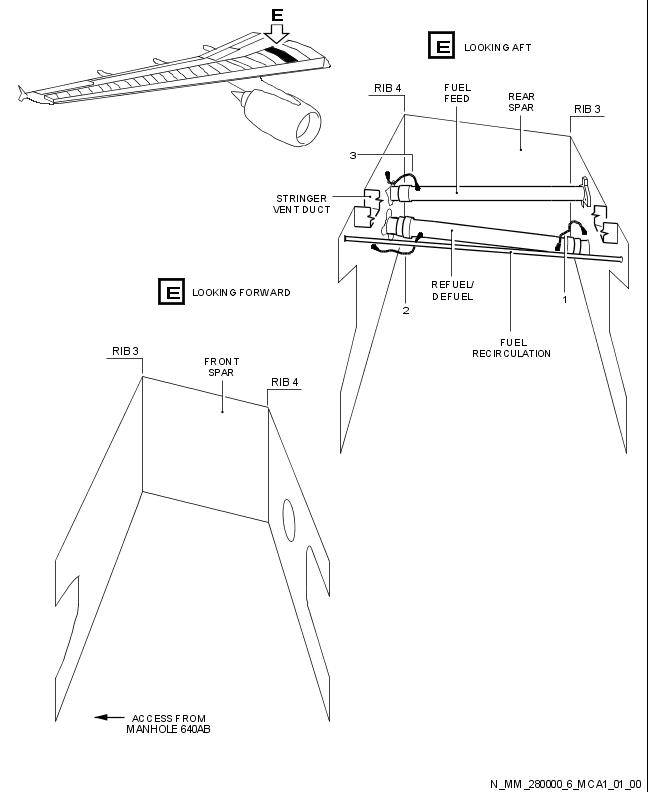 E
E LOOKING AFT
RIB 4
FUEL
FEED
REAR
SPAR
RIB 3
3
STRINGER
VENT DUCT
REFUEL/
DEFUEL
1
2
FUEL
RECIRCULATION
E LOOKING FORWARD
RIB 3
FRONT
SPAR
RIB 4
ACCESS FROM
MANHOLE 640AB
N_MM_280000_6_MCA1_01_00